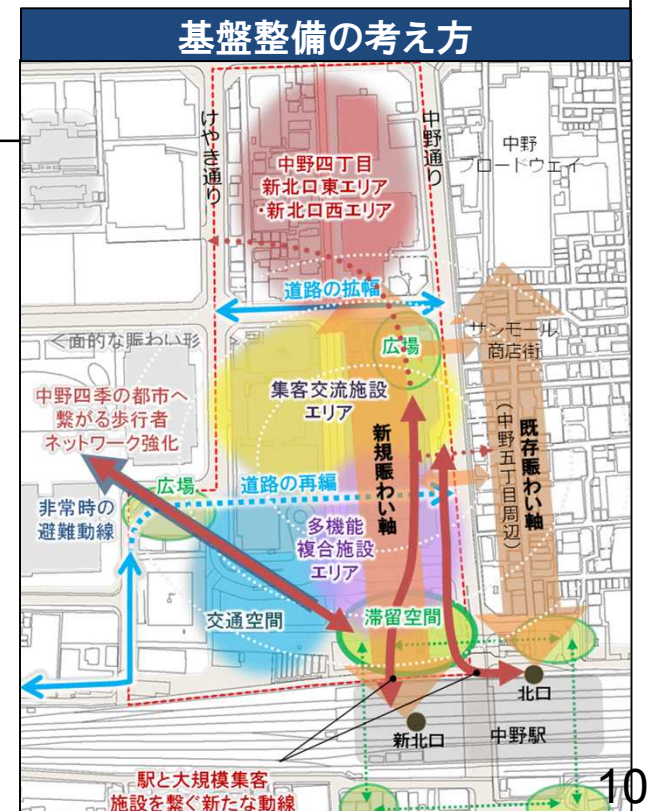 基盤整備の考え方
けやき通り
中野通り
中野
ブロードウェイ
中野四丁目
新北口東エリア
・新北口西エリア
道路の拡幅
<面的な賑わい形
広場
サンモール
商店街
集客交流施設
エリア
中野四季の都市へ
繋がる歩行者
ネットワーク強化
新規賑わい軸
既存賑わい軸
(中野五丁目周辺)
広場
道路の再編
非常時の
避難動線
多機能
複合施設
エリア
交通空間
滞留空間
北口
新北口
中野駅
駅と大規模集客
施設を繋ぐ新たな動線
10